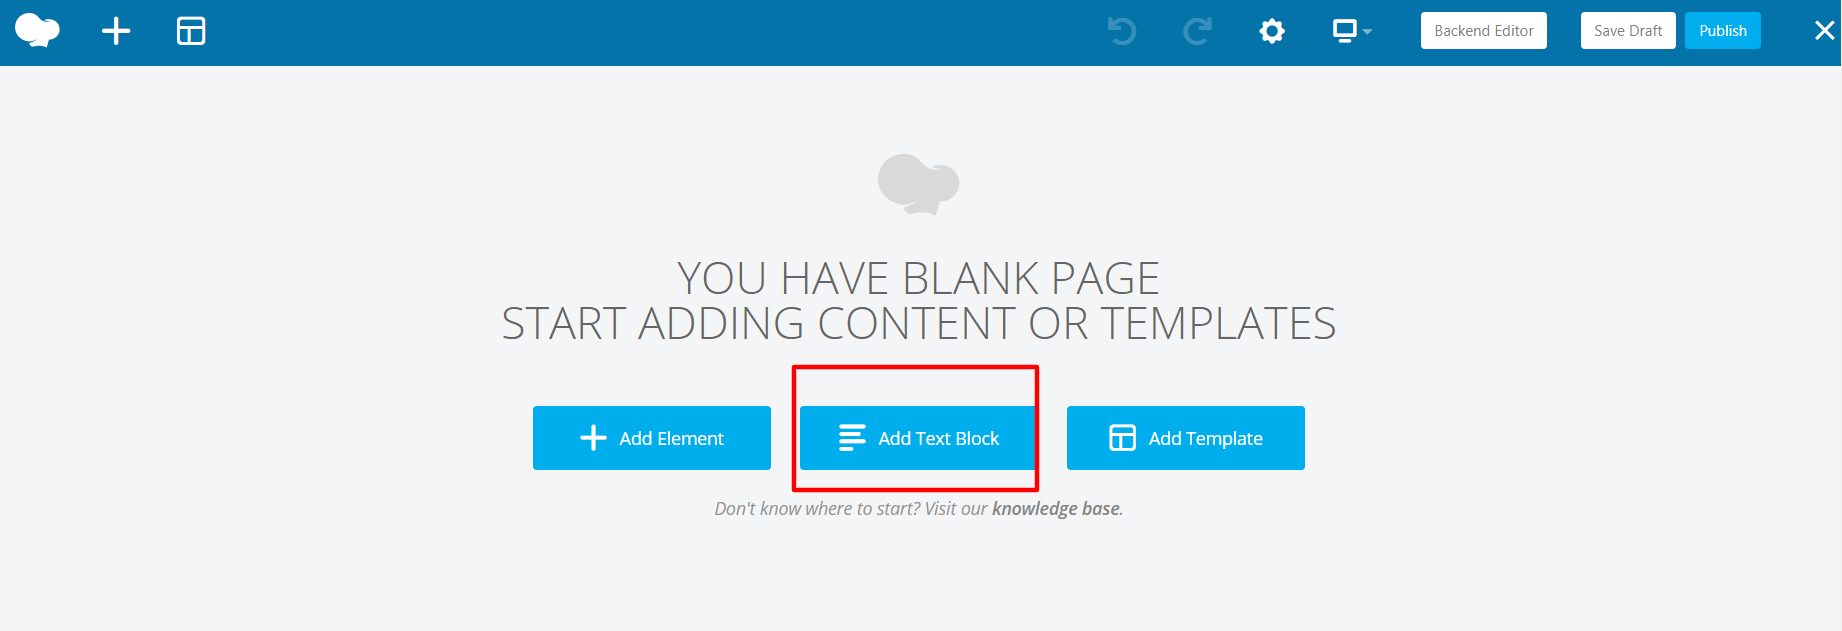 Backend Editor Save Draft Publish
YOU HAVE BLANK PAGE
START ADDING CONTENT OR TEMPLATES
Add Element Add Text Block Add Template
Don't know where to start? Visit our knowledge base.